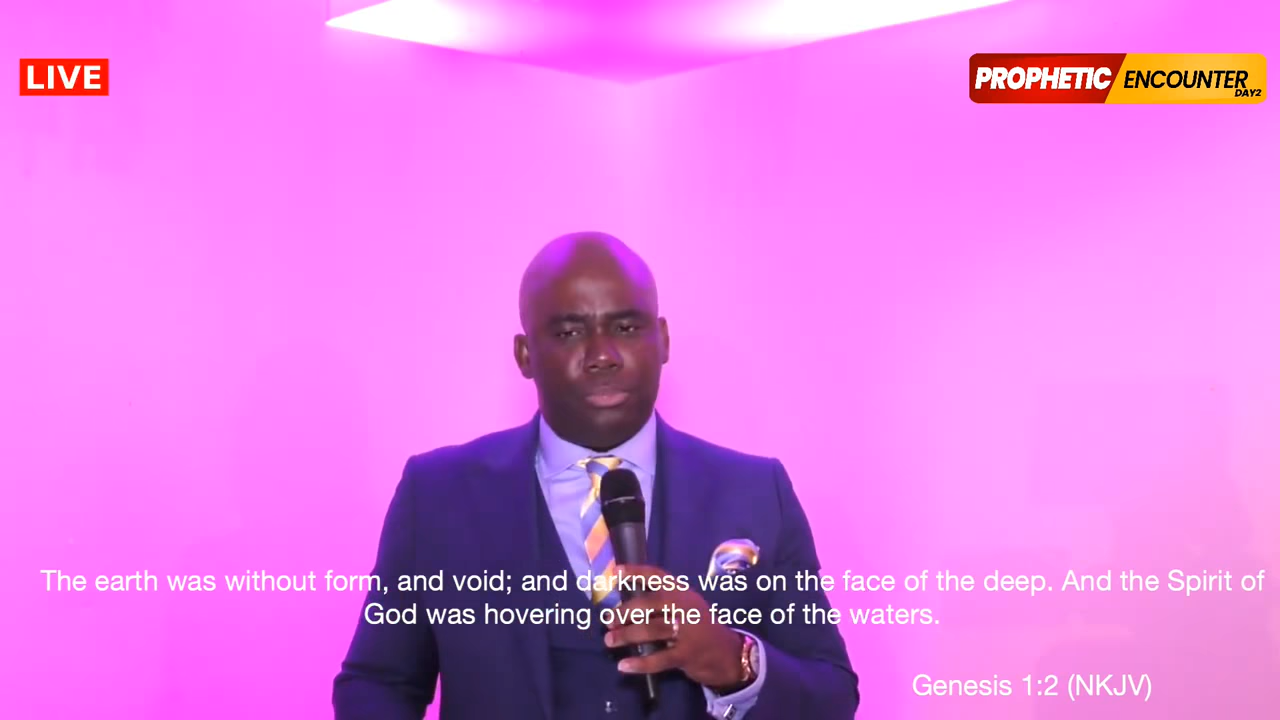 LIVE
PROPHETIC ENCOUNTER
DAY2
The earth was without form, and void; and darkness was on the face of the deep. And the Spirit of
God was hovering over the face of the waters.
Genesis 1:2 (NKJV)